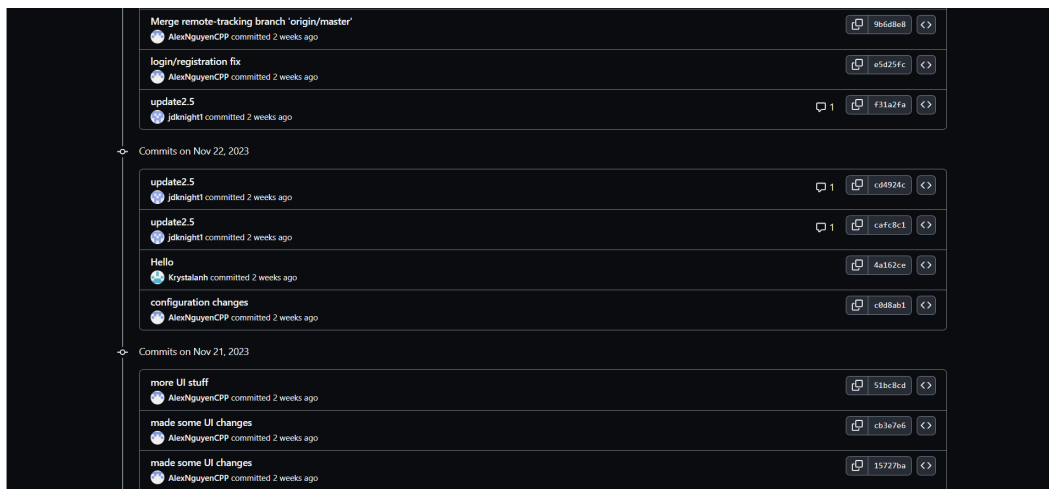 Merge remote-tracking branch 'origin/master'
9b6d8e8
AlexNguyenCPP committed 2 weeks ago
login/registration fix
e5d25fc
AlexNguyenCPP committed 2 weeks ago
update2.5
1
f31a2fa
jdknight1 committed 2 weeks ago
Commits on Nov 22, 2023
update2.5
1
cd4924c
jdknight1 committed 2 weeks ago
update2.5
1
cafc8c1
jdknight1 committed 2 weeks ago
Hello
4a162ce
Krystalanh committed 2 weeks ago
configuration changes
c0d8ab1
AlexNguyenCPP committed 2 weeks ago
Commits on Nov 21, 2023
more UI stuff
51bc8cd
AlexNguyenCPP committed 2 weeks ago
made some UI changes
cb3e7e6
AlexNguyenCPP committed 2 weeks ago
made some UI changes
15727ba
AlexNguyenCPP committed 2 weeks ago